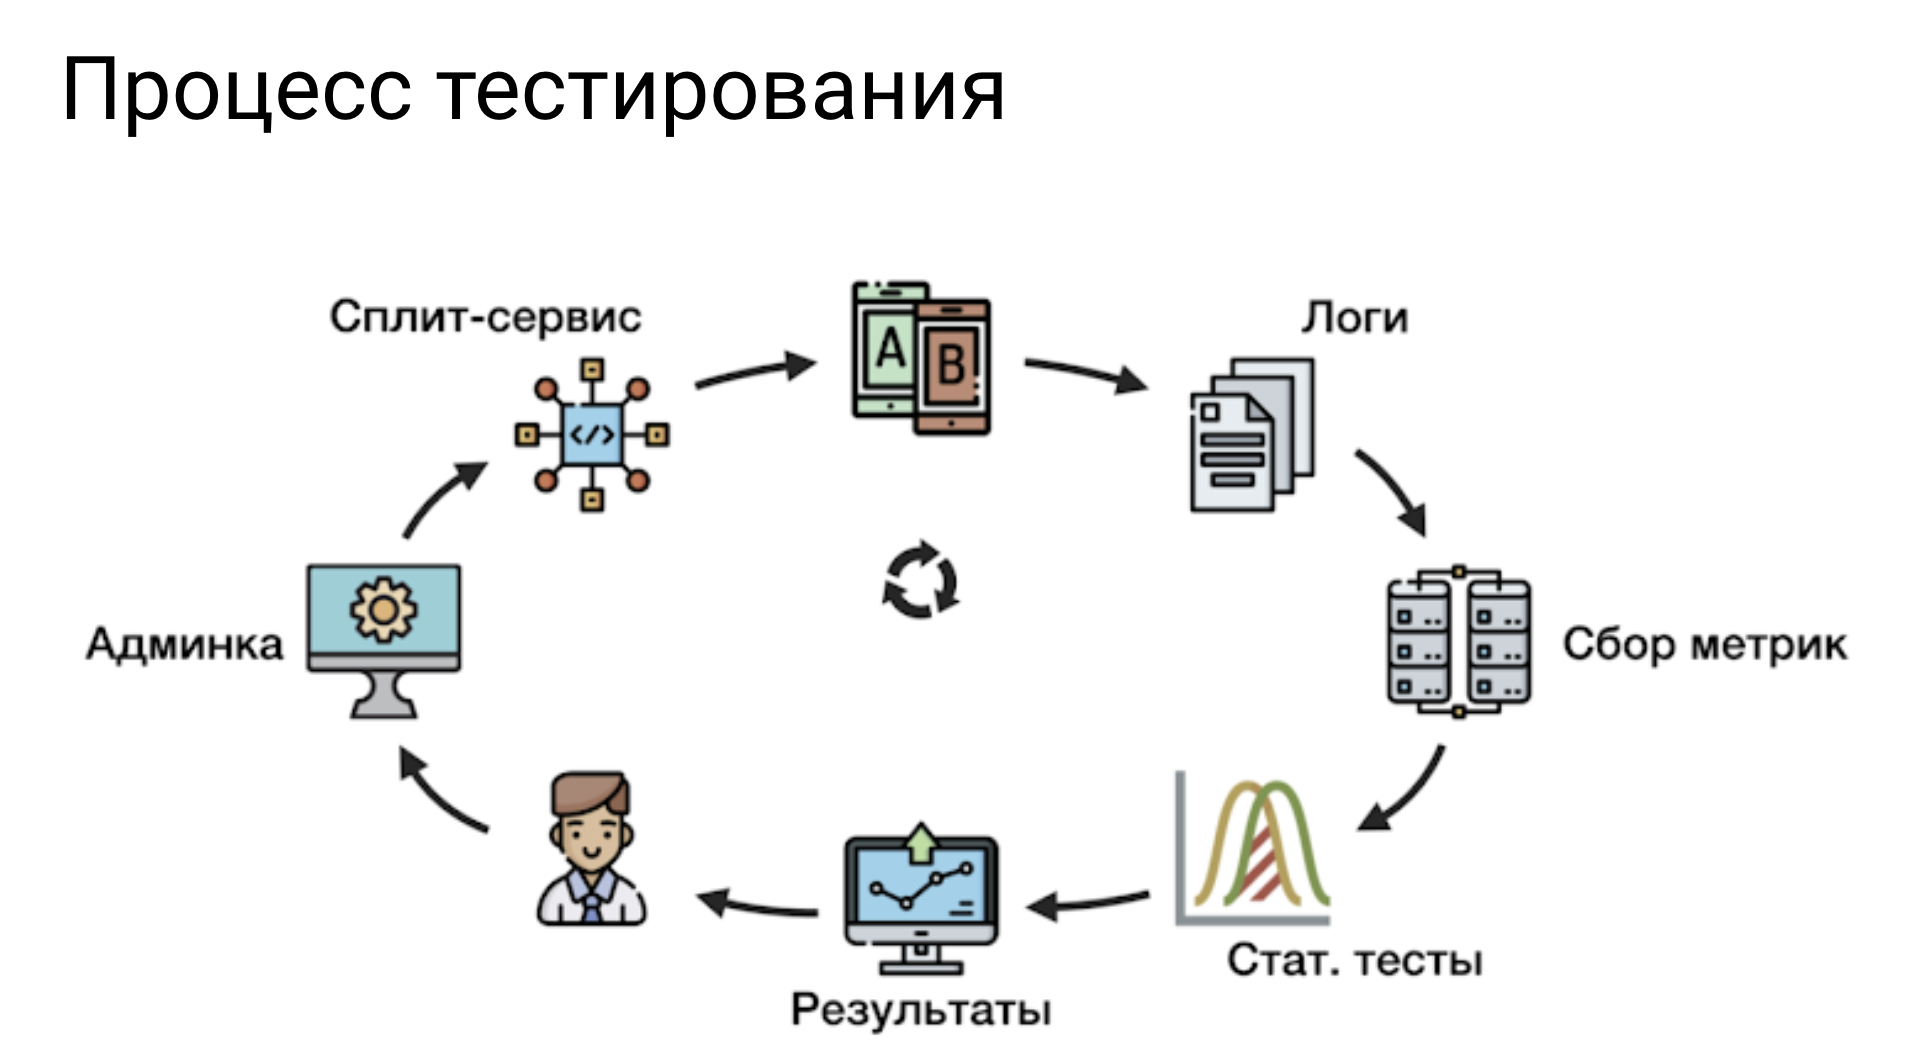 Процесс тестирования
Сплит-сервис
A
B
Логи
</>
Админка
Сбор метрик
Стат. тесты
Результаты